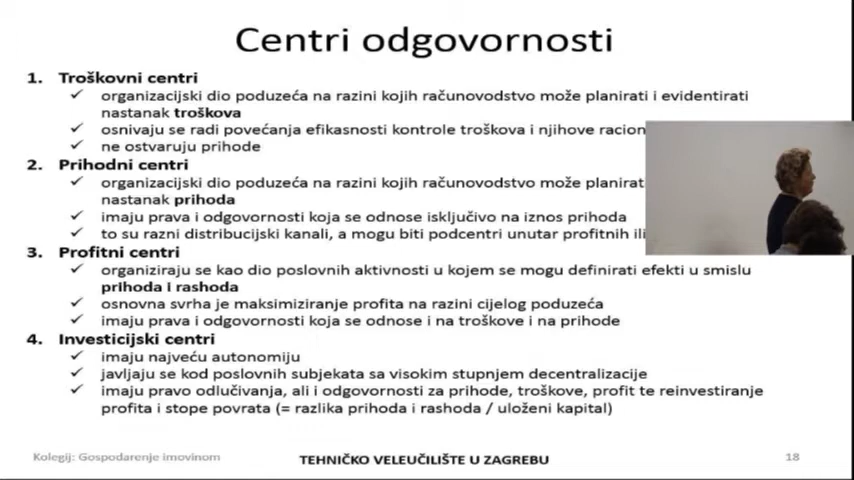 Centri odgovornosti
1. Troškovni centri
✓ organizacijski dio poduzeća na razini kojih računovodstvo može planirati i evidentirati
nastanak troškova
✓ osnivaju se radi povećanja efikasnosti kontrole troškova i njihove racion
✓ ne ostvaruju prihode
2. Prihodni centri
✓ organizacijski dio poduzeća na razini kojih računovodstvo može planirat
nastanak prihoda
✓ imaju prava i odgovornosti koja se odnose isključivo na iznos prihoda
✓ to su razni distribucijski kanali, a mogu biti podcentri unutar profitnih ili
3. Profitni centri
✓ organiziraju se kao dio poslovnih aktivnosti u kojem se mogu definirati efekti u smislu
prihoda i rashoda
✓ osnovna svrha je maksimiziranje profita na razini cijelog poduzeća
✓ imaju prava i odgovornosti koja se odnose i na troškove i na prihode
4. Investicijski centri
✓ imaju najveću autonomiju
✓ javljaju se kod poslovnih subjekata sa visokim stupnjem decentralizacije
✓ imaju pravo odlučivanja, ali i odgovornosti za prihode, troškove, profit te reinvestiranje
profita i stope povrata (= razlika prihoda i rashoda / uloženi kapital)
Kolegij: Gospodarenje imovinom
TEHNIČKO VELEUČILIŠTE U ZAGREBU
18